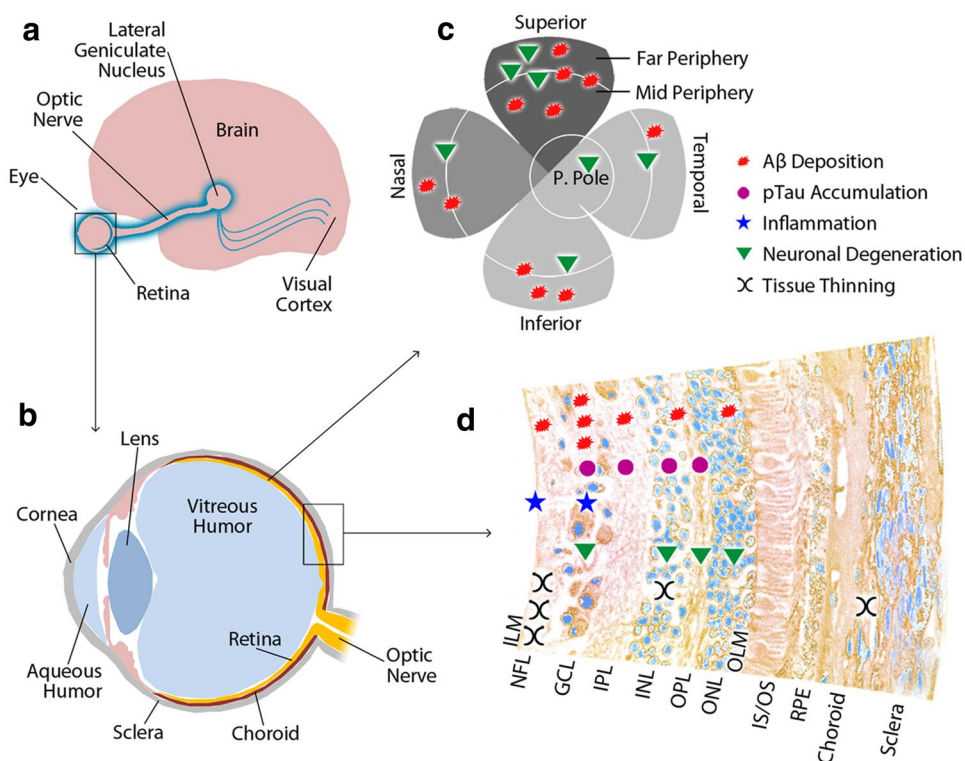 a
Lateral
Geniculate
Nucleus
Optic
Nerve
Brain
Eye
Retina
Visual
Cortex
b
Lens
Cornea
Vitreous
Humor
Aqueous
Humor
Retina
Optic
Nerve
Sclera
Choroid
c
Superior
Far Periphery
Mid Periphery
Nasal
P. Pole
Temporal
Inferior
Aβ Deposition
pTau Accumulation
Inflammation
Neuronal Degeneration
Tissue Thinning
d
ILM
NFL
GCL
IPL
INL
OPL
ONL
OLM
IS/OS
RPE
Choroid
Sclera